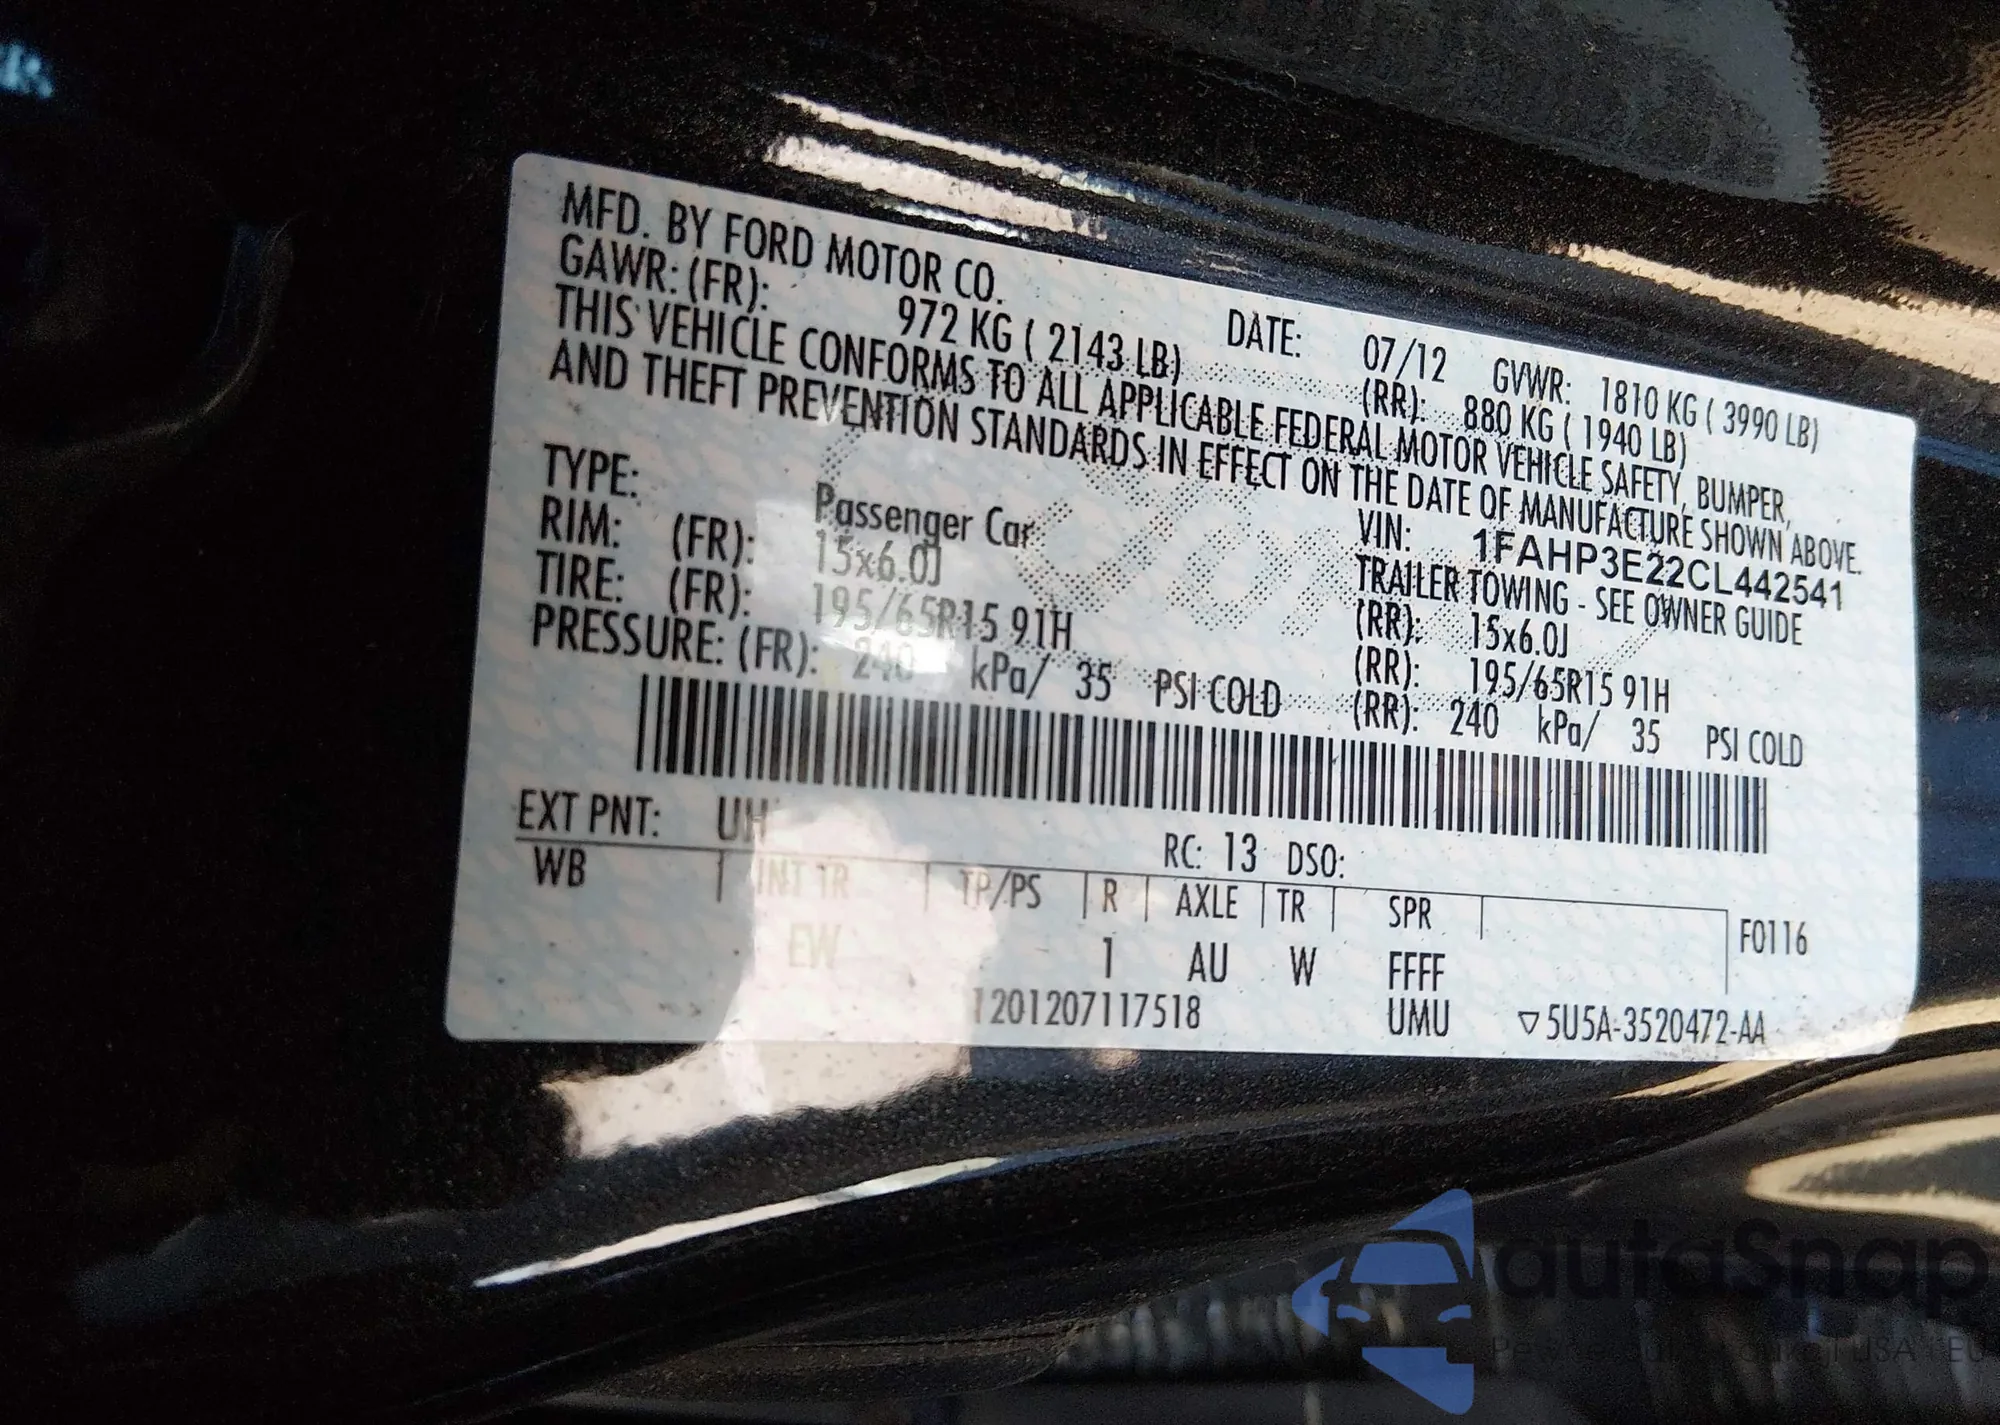 MFD. BY FORD MOTOR CO. DATE: 07/12 GVWR: 1810 KG ( 3990 LB)
GAWR: (FR): 972 KG ( 2143 LB) (RR): 880 KG ( 1940 LB)
THIS VEHICLE CONFORMS TO ALL APPLICABLE FEDERAL MOTOR VEHICLE SAFETY, BUMPER,
AND THEFT PREVENTION STANDARDS IN EFFECT ON THE DATE OF MANUFACTURE SHOWN ABOVE.
VIN: 1FAHP3E22CL442541
TYPE: Passenger Car TRAILER TOWING - SEE OWNER GUIDE
RIM: (FR): 15x6.0J (RR): 15x6.0J
TIRE: (FR): 195/65R15 91H (RR): 195/65R15 91H
PRESSURE: (FR): 240 kPa/ 35 PSI COLD (RR): 240 kPa/ 35 PSI COLD
EXT PNT: UH RC: 13 DSO:
WB | INT TR | TP/PS | R | AXLE | TR | SPR | F0116
EW 1 AU W FFFF
1201207117518 UMU ▽5U5A-3520472-AA
autaSnap